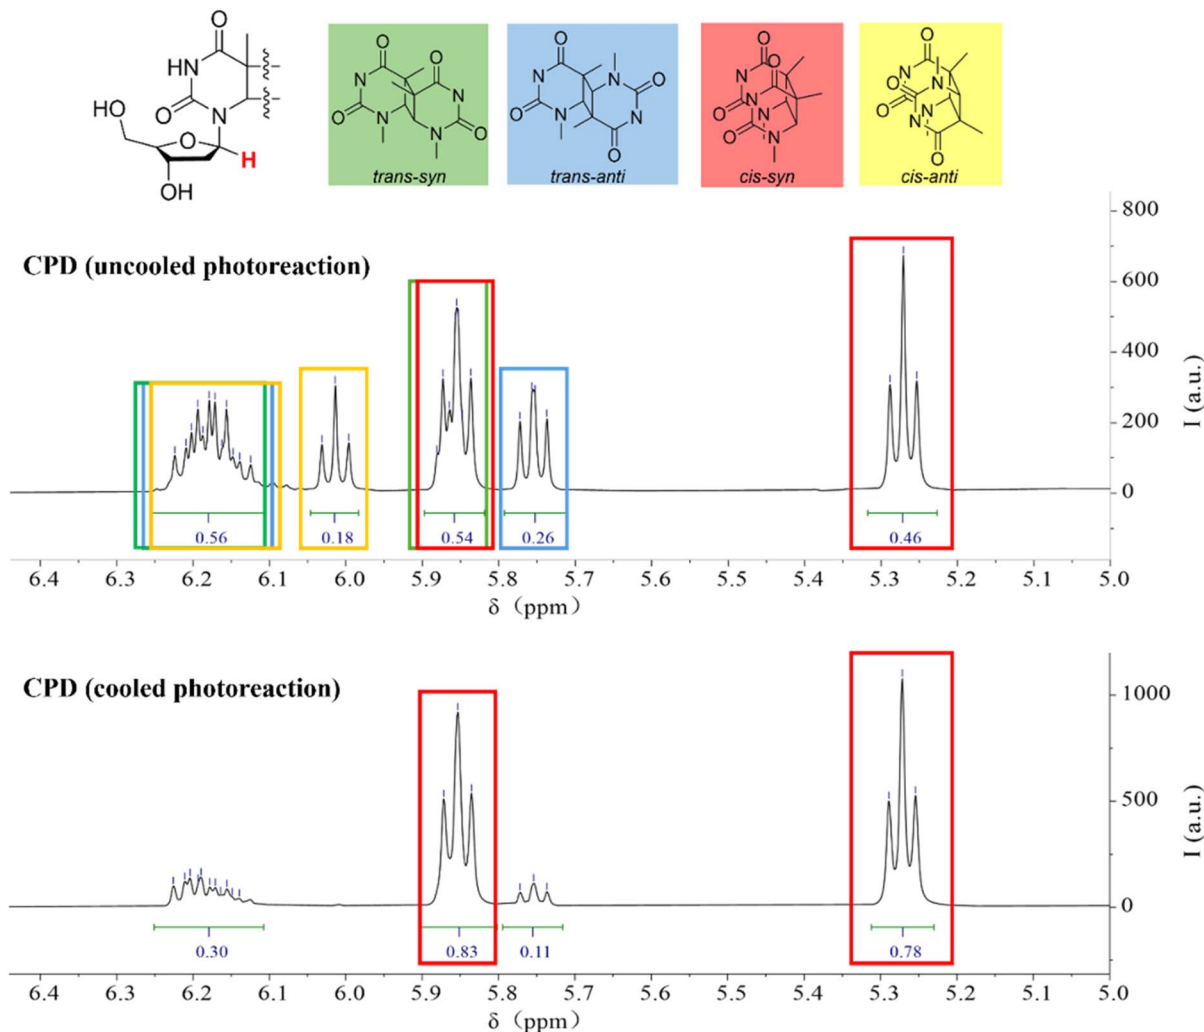 O
NH
O
N
HO
O
H
OH
O
O
N
N
O
N
N
O
trans-syn
O
N
N
O
O
N
N
O
trans-anti
O
N
O
O
N
N
O
N
cis-syn
O
N
N
O
O
N
N
O
cis-anti
CPD (uncooled photoreaction)
800
600
400
200
0
I (a.u.)
0.56
0.18
0.54
0.26
0.46
6.4 6.3 6.2 6.1 6.0 5.9 5.8 5.7 5.6 5.5 5.4 5.3 5.2 5.1 5.0
δ (ppm)
CPD (cooled photoreaction)
1000
500
0
I (a.u.)
0.30
0.83
0.11
0.78
6.4 6.3 6.2 6.1 6.0 5.9 5.8 5.7 5.6 5.5 5.4 5.3 5.2 5.1 5.0
δ (ppm)